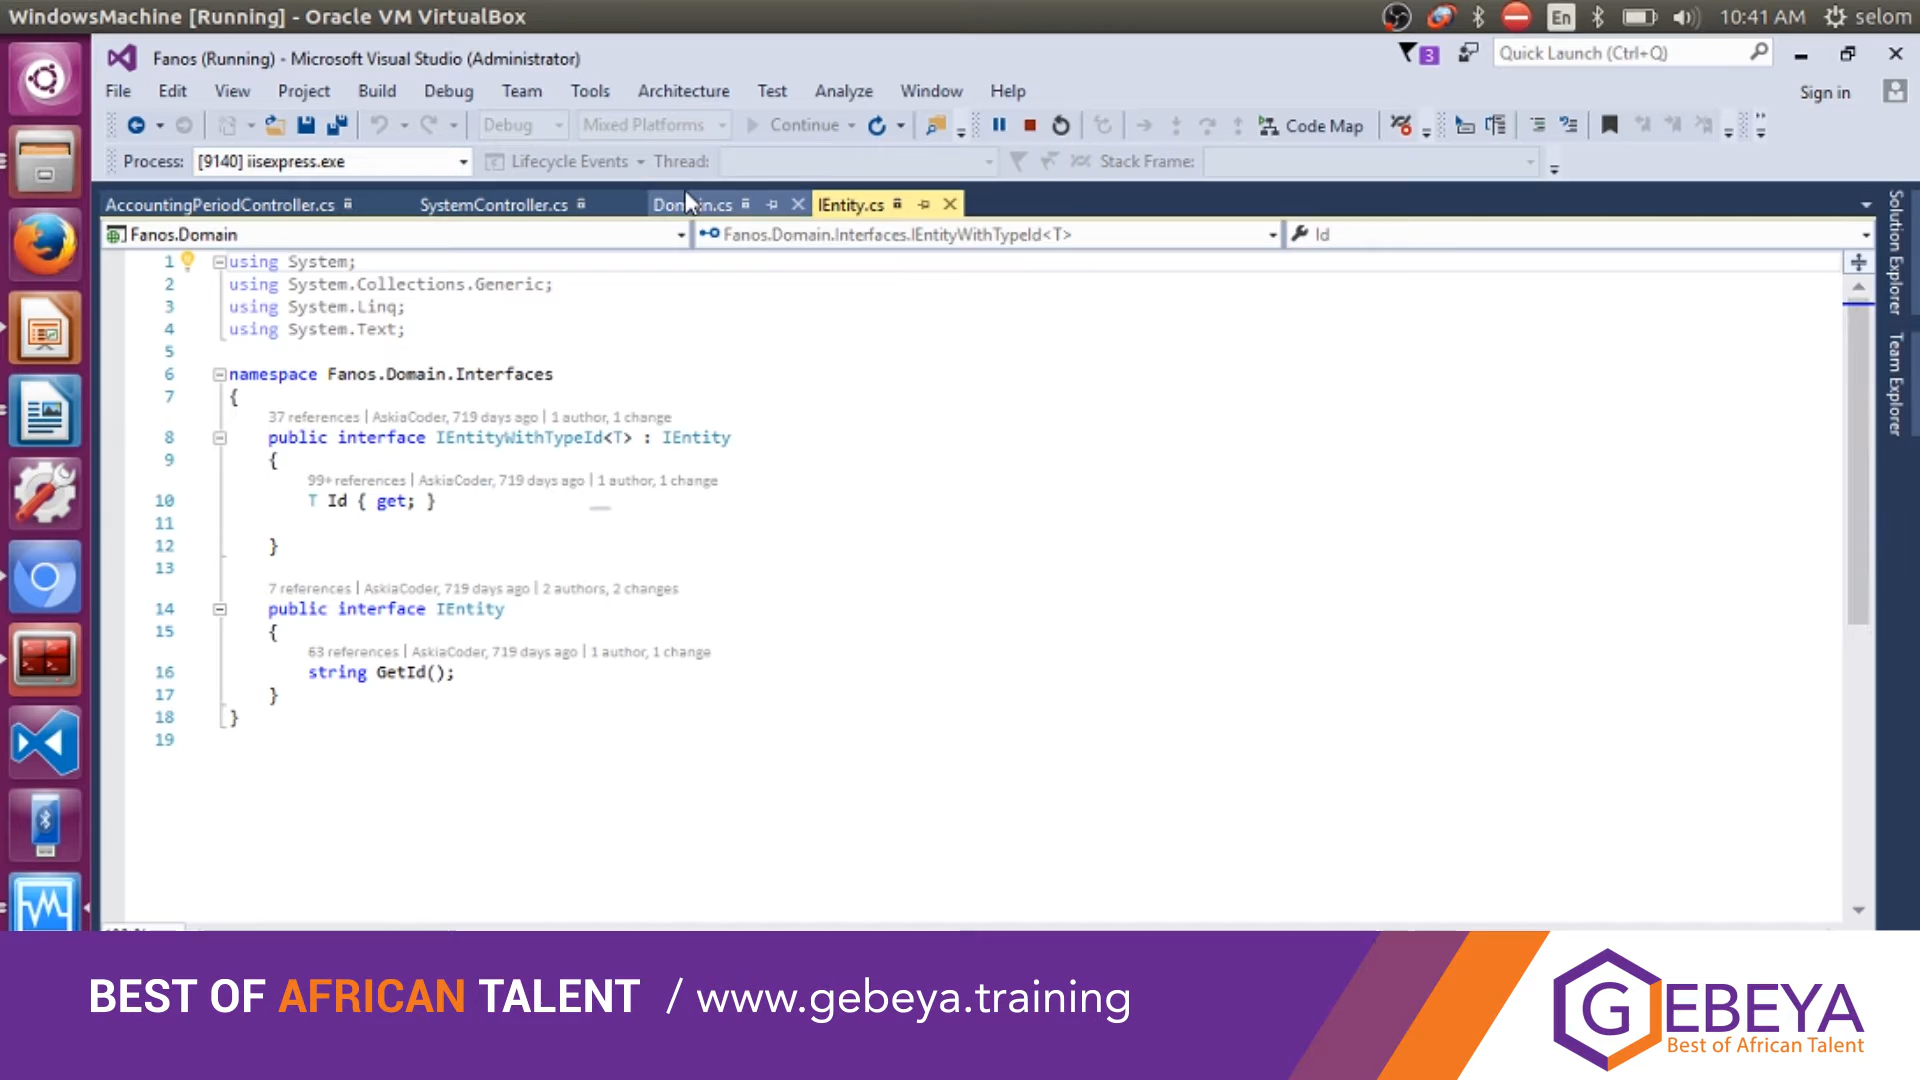 WindowsMachine [Running] - Oracle VM VirtualBox
En
10:41 AM
selom
Fanos (Running) - Microsoft Visual Studio (Administrator)
3
Quick Launch (Ctrl+Q)
File Edit View Project Build Debug Team Tools Architecture Test Analyze Window Help
Sign in
Debug
Mixed Platforms
Continue
Code Map
Process: [9140] iisexpress.exe
Lifecycle Events
Thread:
Stack Frame:
AccountingPeriodController.cs
SystemController.cs
Domain.cs
IEntity.cs
Fanos.Domain
Fanos.Domain.Interfaces.IEntityWithTypeId<T>
Id
Solution Explorer
Team Explorer
1 using System;
2 using System.Collections.Generic;
3 using System.Linq;
4 using System.Text;
5
6 namespace Fanos.Domain.Interfaces
7 {
37 references | AskiaCoder, 719 days ago | 1 author, 1 change
8 public interface IEntityWithTypeId<T> : IEntity
9 {
99+ references | AskiaCoder, 719 days ago | 1 author, 1 change
10 T Id { get; }
11
12 }
13
7 references | AskiaCoder, 719 days ago | 2 authors, 2 changes
14 public interface IEntity
15 {
63 references | AskiaCoder, 719 days ago | 1 author, 1 change
16 string GetId();
17 }
18 }
19
BEST OF AFRICAN TALENT / www.gebeya.training
GEBEYA
Best of African Talent